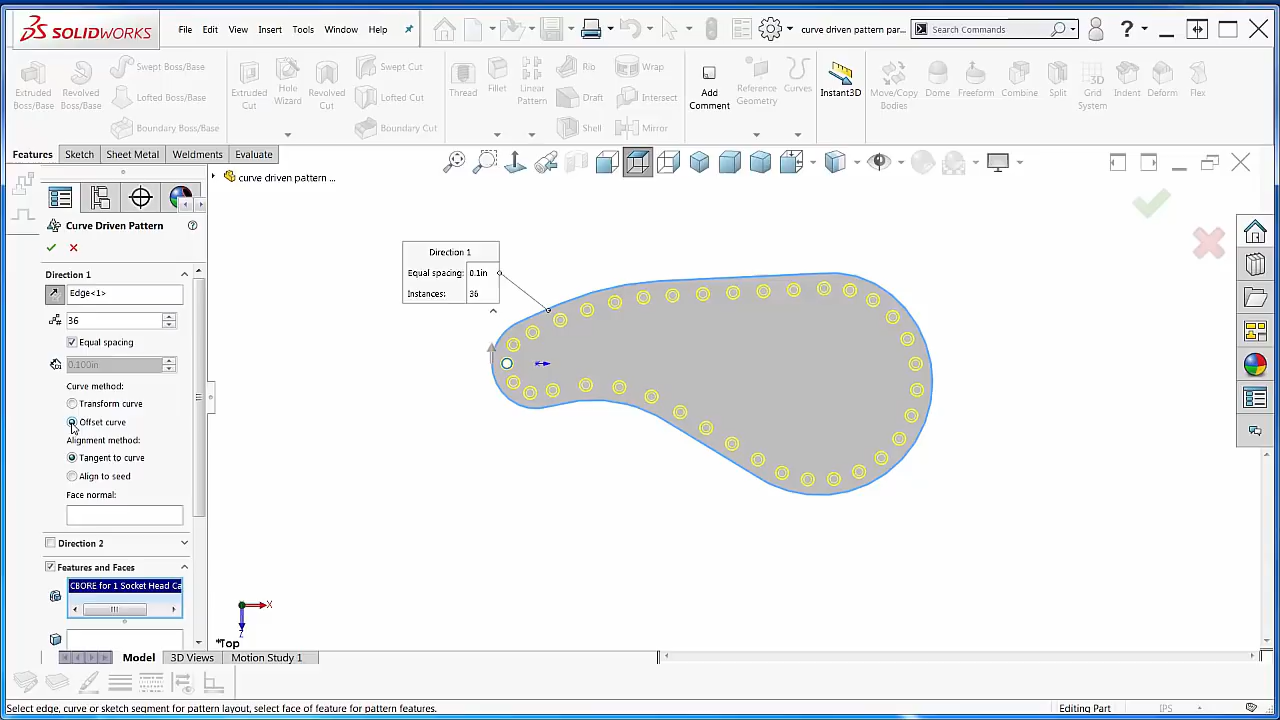 SOLIDWORKS
File Edit View Insert Tools Window Help
curve driven pattern par...
Search Commands
Extruded Boss/Base
Revolved Boss/Base
Swept Boss/Base
Lofted Boss/Base
Boundary Boss/Base
Extruded Cut
Hole Wizard
Revolved Cut
Swept Cut
Lofted Cut
Boundary Cut
Thread
Fillet
Linear Pattern
Rib
Draft
Shell
Wrap
Intersect
Mirror
Add Comment
Reference Geometry
Curves
Instant3D
Move/Copy Bodies
Dome
Freeform
Combine
Split
3D Grid System
Indent
Deform
Flex
Features Sketch Sheet Metal Weldments Evaluate
curve driven pattern ...
Curve Driven Pattern
Direction 1
Edge<1>
36
Equal spacing
0.100in
Curve method:
Transform curve
Offset curve
Alignment method:
Tangent to curve
Align to seed
Face normal:
Direction 2
Features and Faces
CBORE for 1 Socket Head Ca
Direction 1
Equal spacing: 0.1in
Instances: 36
X
Z
*Top
Model 3D Views Motion Study 1
Select edge, curve or sketch segment for pattern layout, select face of feature for pattern features.
Editing Part
IPS